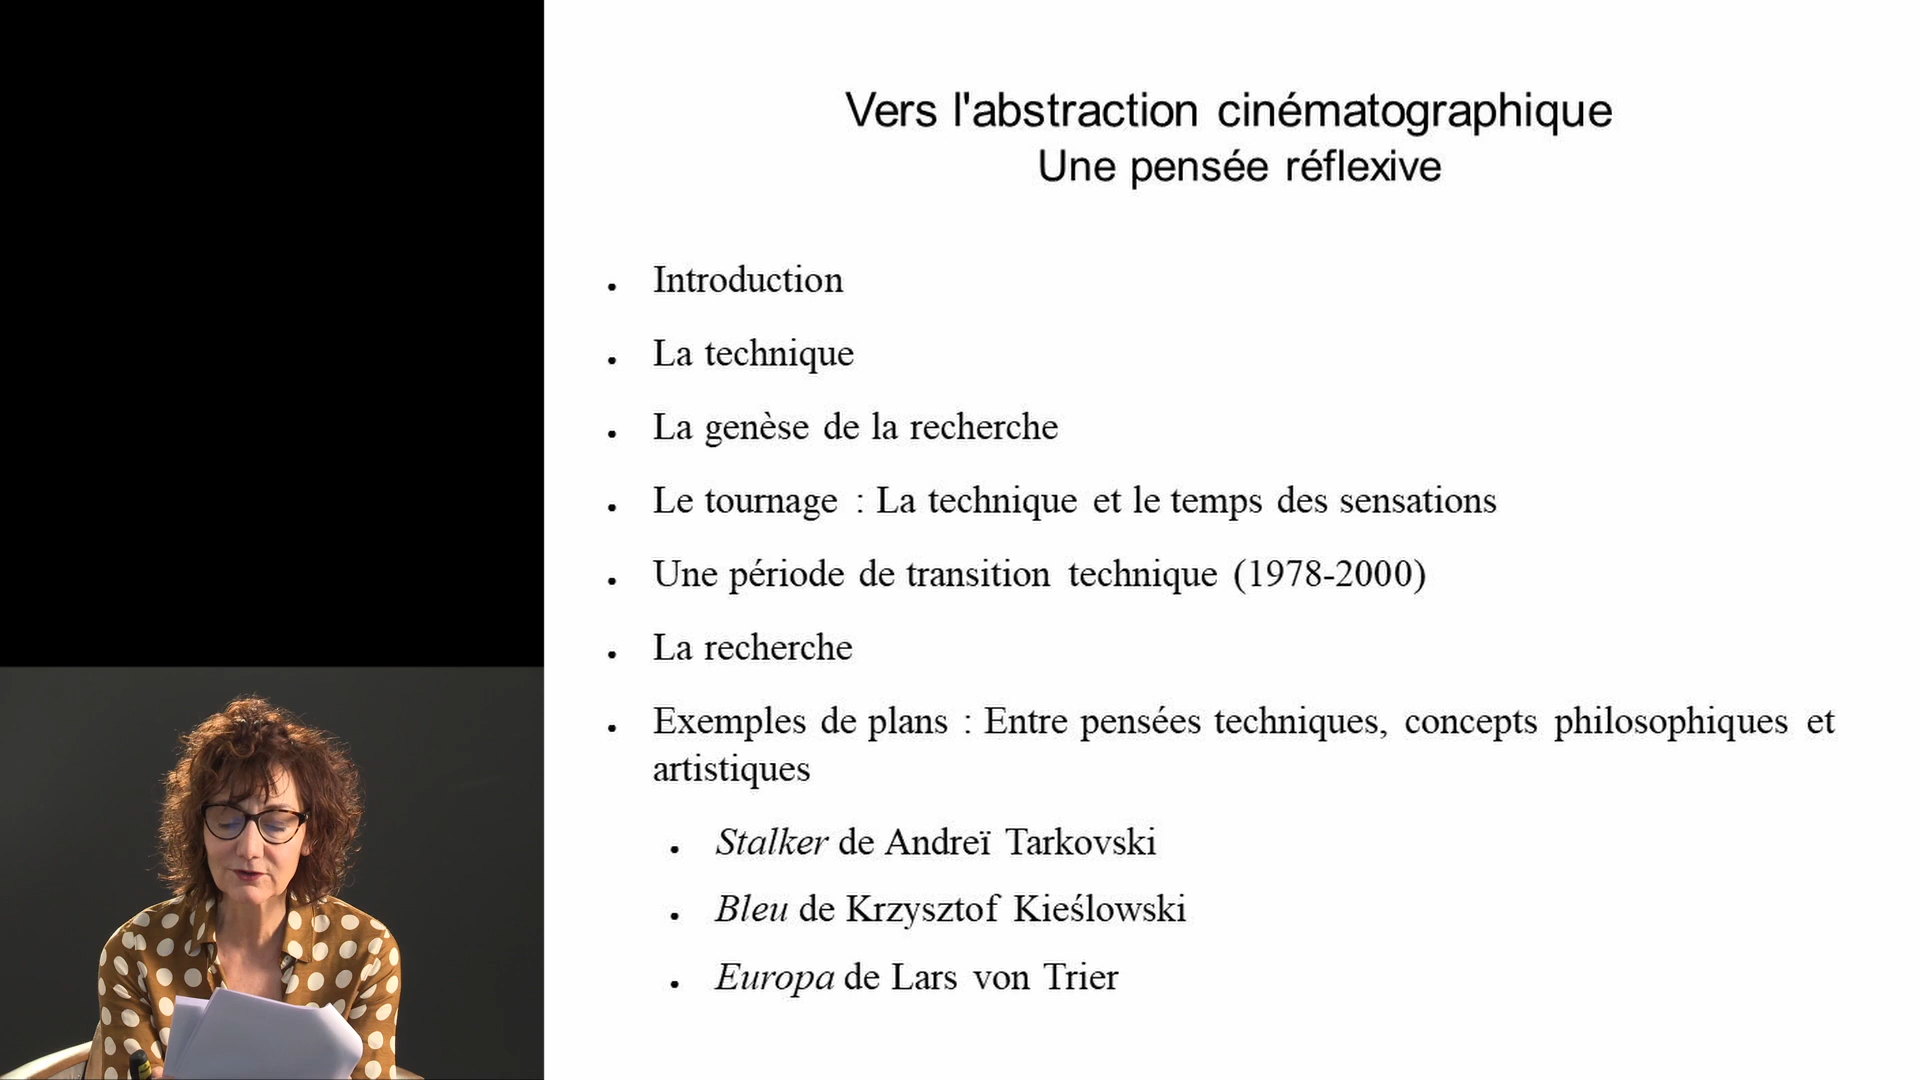 Vers l'abstraction cinématographique
Une pensée réflexive
Introduction
La technique
La genèse de la recherche
Le tournage : La technique et le temps des sensations
Une période de transition technique (1978-2000)
La recherche
Exemples de plans : Entre pensées techniques, concepts philosophiques et
artistiques
Stalker de Andreï Tarkovski
Bleu de Krzysztof Kieślowski
Europa de Lars von Trier